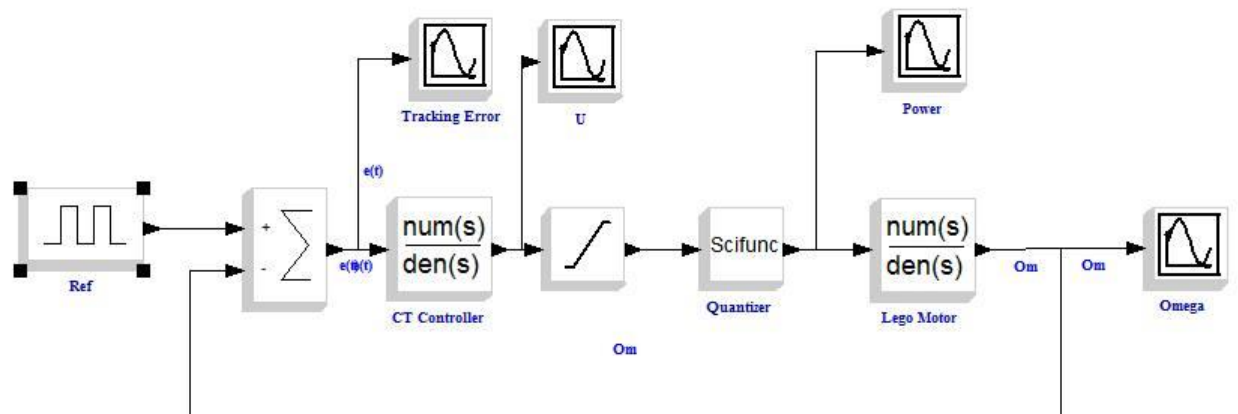 Tracking Error
U
Power
e(t)
+
-
num(s)
den(s)
Scifunc
num(s)
den(s)
Ref
e(t)
CT Controller
Quantizer
Lego Motor
Om
Om
Omega
Om